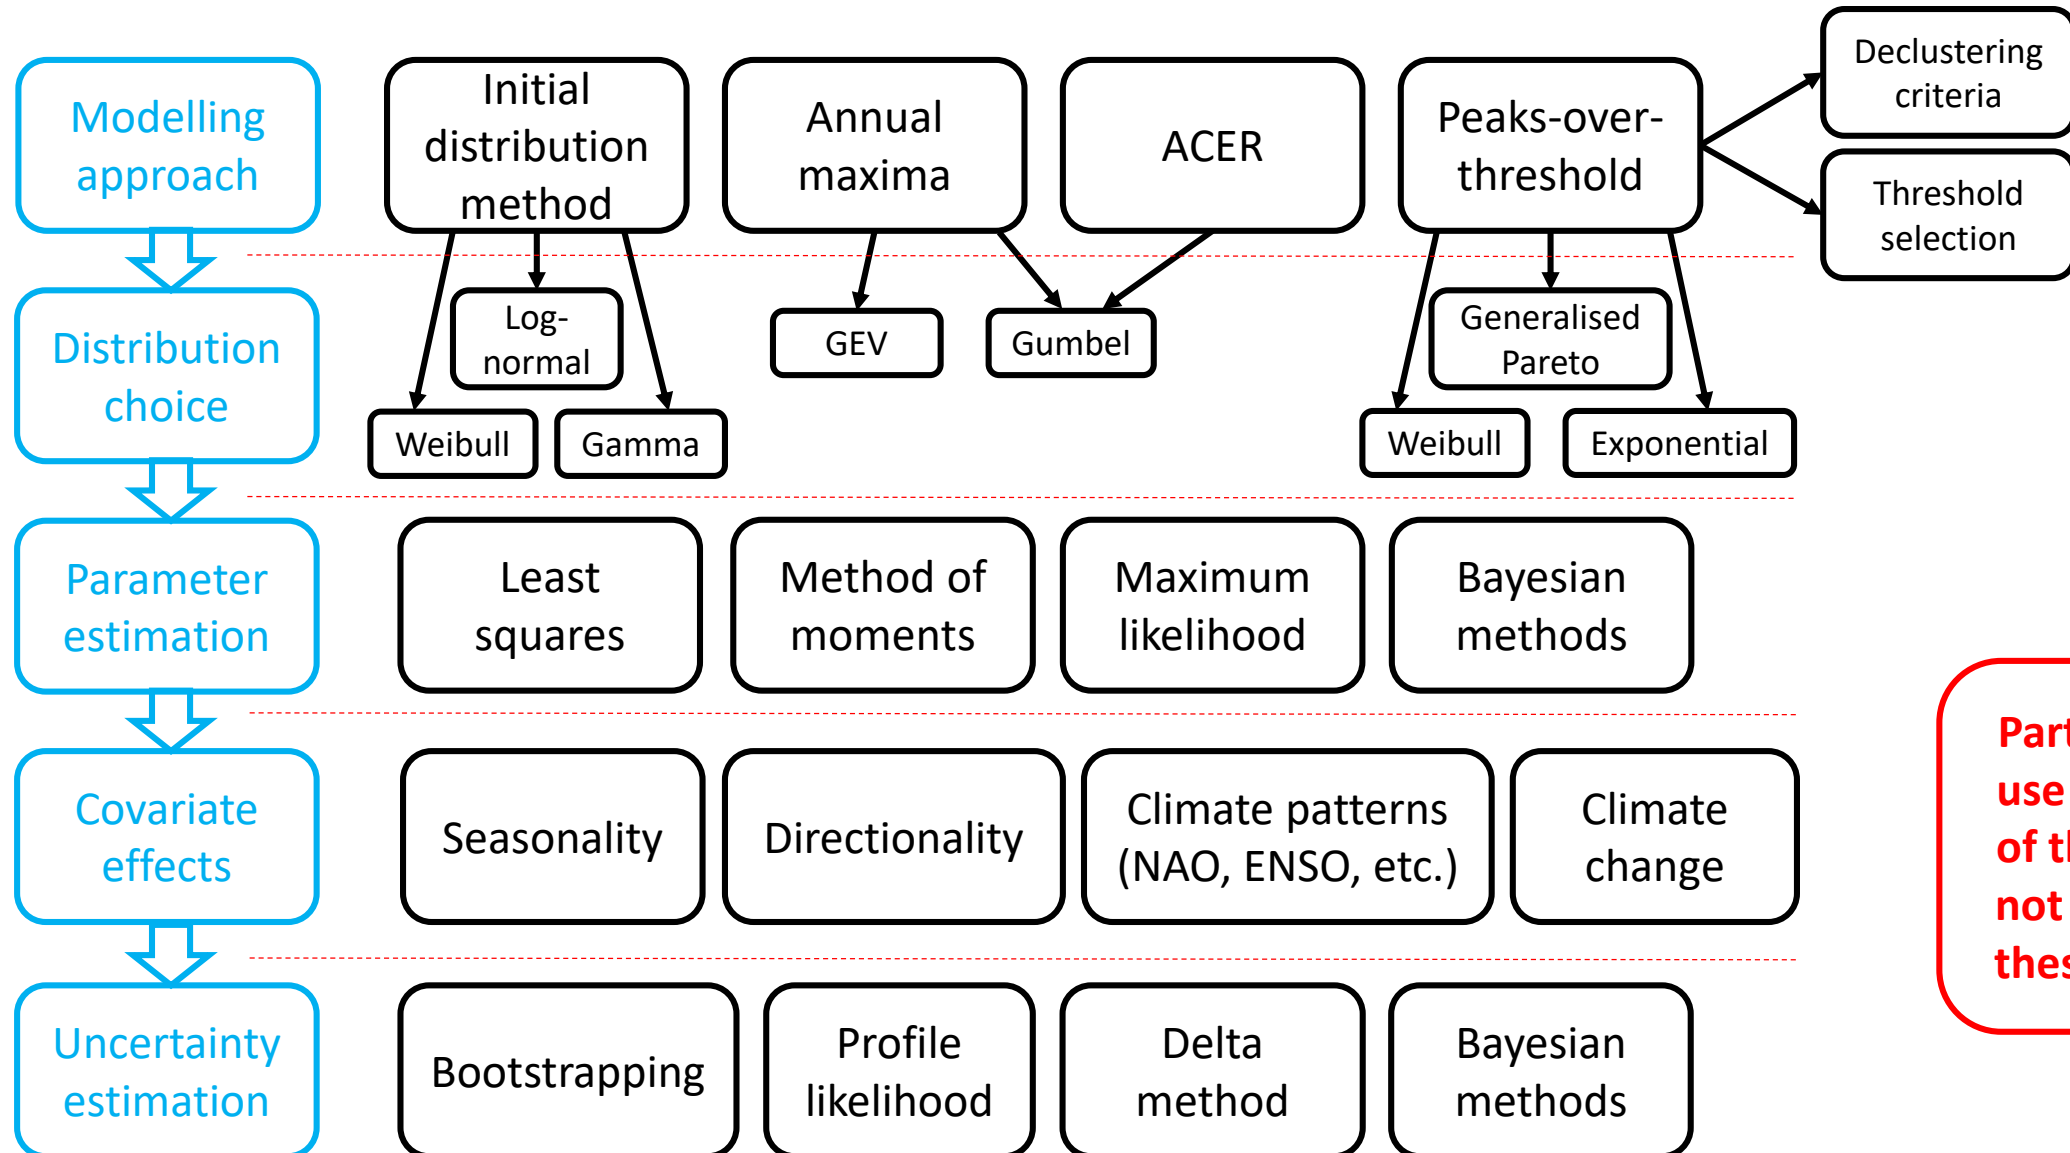 Modelling
approach
Initial
distribution
method
Annual
maxima
ACER
Peaks-over-
threshold
Declustering
criteria
Threshold
selection
Distribution
choice
Log-
normal
Weibull
Gamma
GEV
Gumbel
Generalised
Pareto
Weibull
Exponential
Parameter
estimation
Least
squares
Method of
moments
Maximum
likelihood
Bayesian
methods
Covariate
effects
Seasonality
Directionality
Climate patterns
(NAO, ENSO, etc.)
Climate
change
Uncertainty
estimation
Bootstrapping
Profile
likelihood
Delta
method
Bayesian
methods
use
of
not